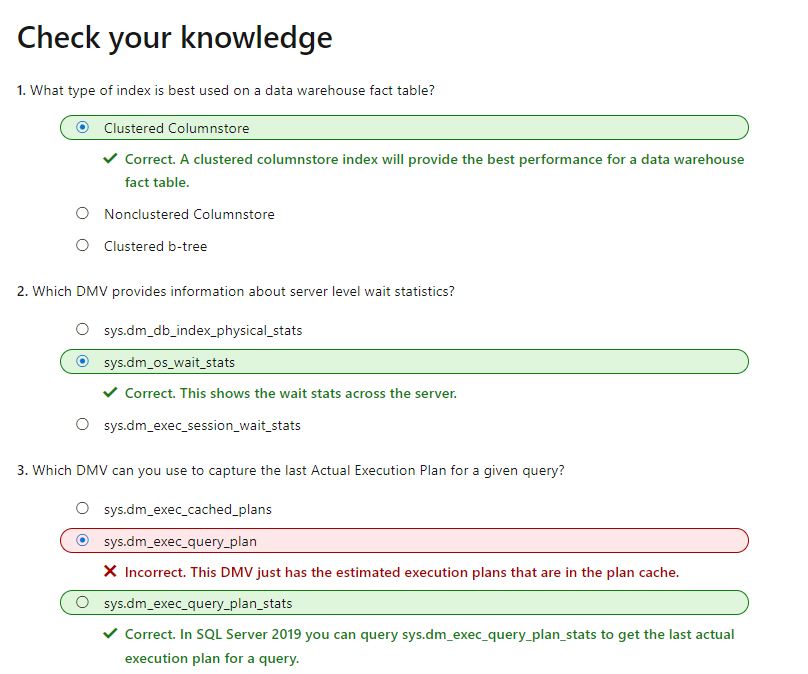 Check your knowledge
1. What type of index is best used on a data warehouse fact table?
Clustered Columnstore
Correct. A clustered columnstore index will provide the best performance for a data warehouse
fact table.
Nonclustered Columnstore
Clustered b-tree
2. Which DMV provides information about server level wait statistics?
sys.dm_db_index_physical_stats
sys.dm_os_wait_stats
Correct. This shows the wait stats across the server.
sys.dm_exec_session_wait_stats
3. Which DMV can you use to capture the last Actual Execution Plan for a given query?
sys.dm_exec_cached_plans
sys.dm_exec_query_plan
Incorrect. This DMV just has the estimated execution plans that are in the plan cache.
sys.dm_exec_query_plan_stats
Correct. In SQL Server 2019 you can query sys.dm_exec_query_plan_stats to get the last actual
execution plan for a query.